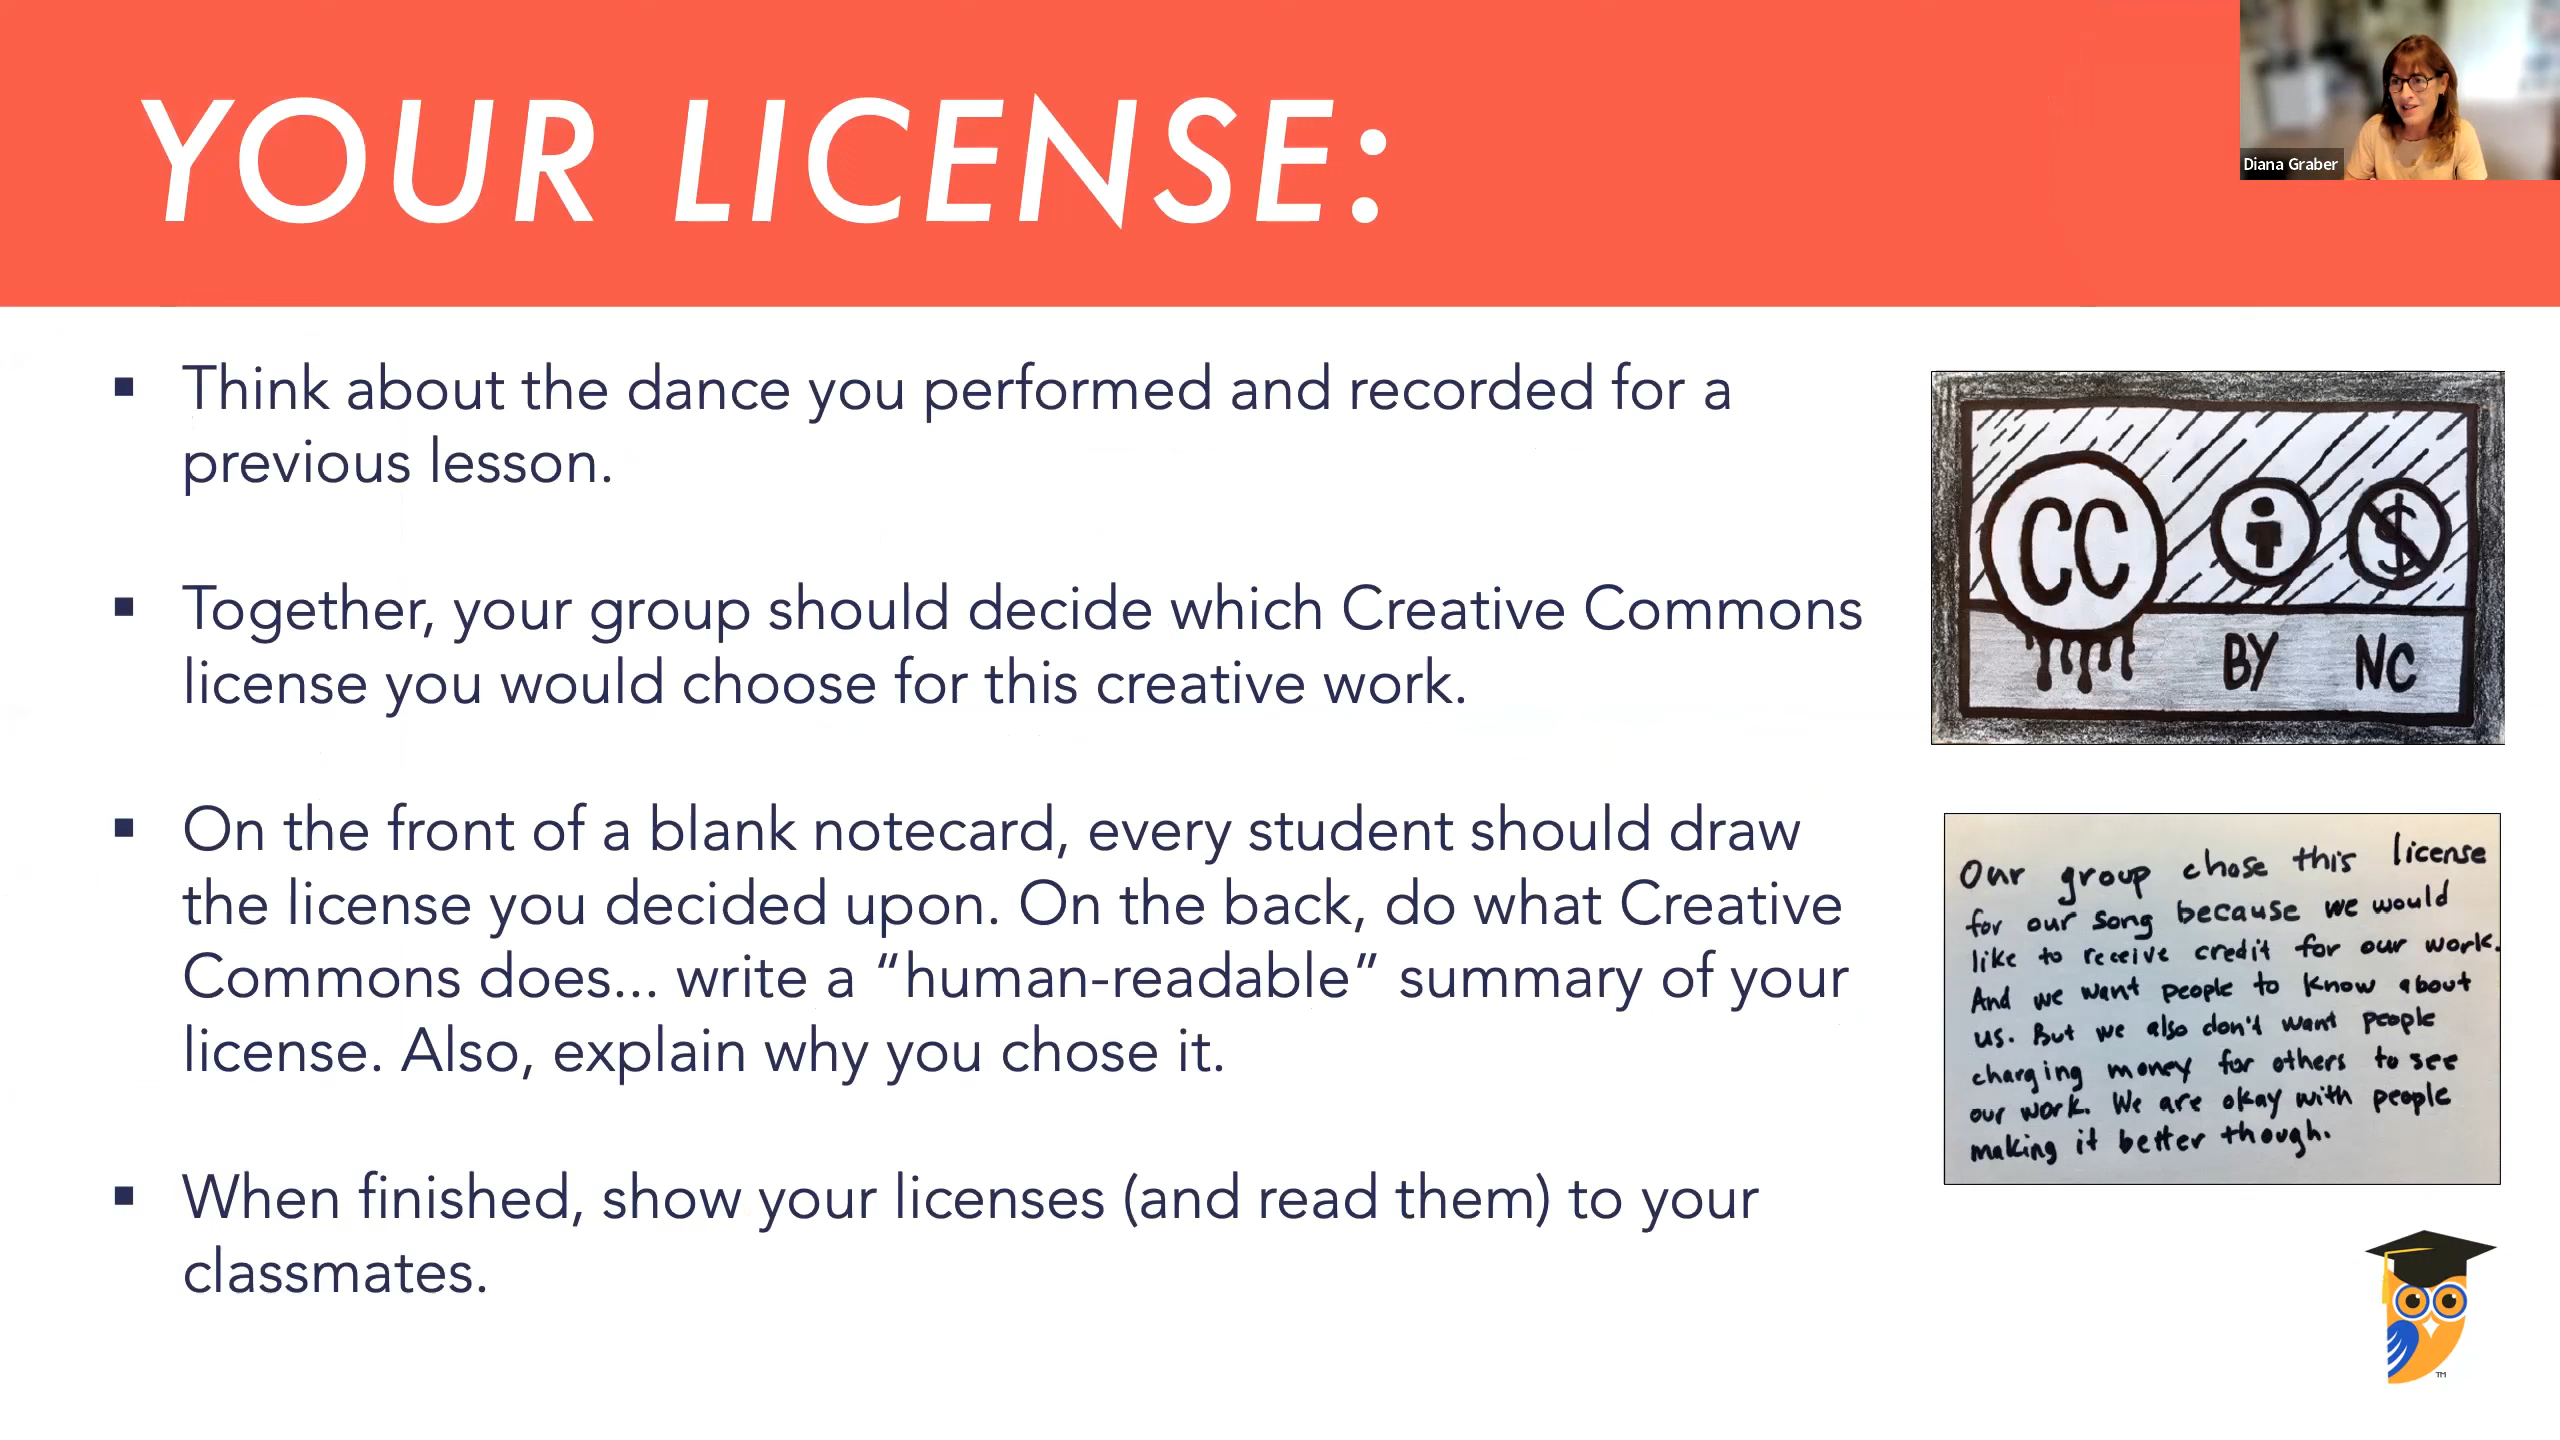 YOUR LICENSE:
Diana Graber
Think about the dance you performed and recorded for a
previous lesson.
Together, your group should decide which Creative Commons
license you would choose for this creative work.
On the front of a blank notecard, every student should draw
the license you decided upon. On the back, do what Creative
Commons does... write a “human-readable” summary of your
license. Also, explain why you chose it.
When finished, show your licenses (and read them) to your
classmates.
CC
BY NC
Our group chose this license
for our song because we would
like to receive credit for our work.
And we want people to know about
us. But we also don't want people
charging money for others to see
our work. We are okay with people
making it better though.
TM